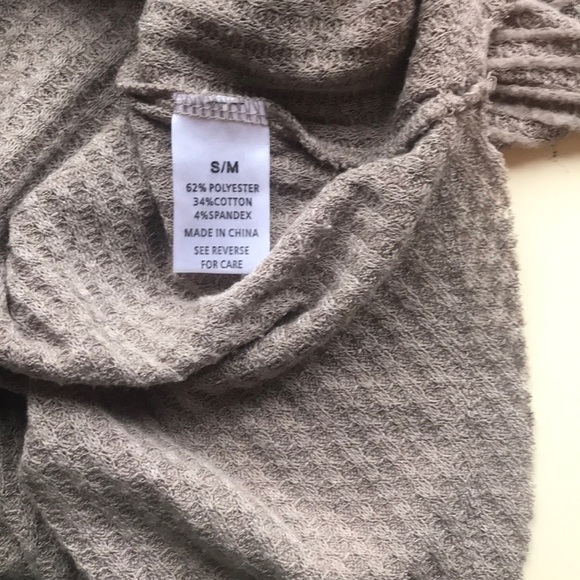 S/M
62% POLYESTER
34%COTTON
4%SPANDEX
MADE IN CHINA
SEE REVERSE
FOR CARE